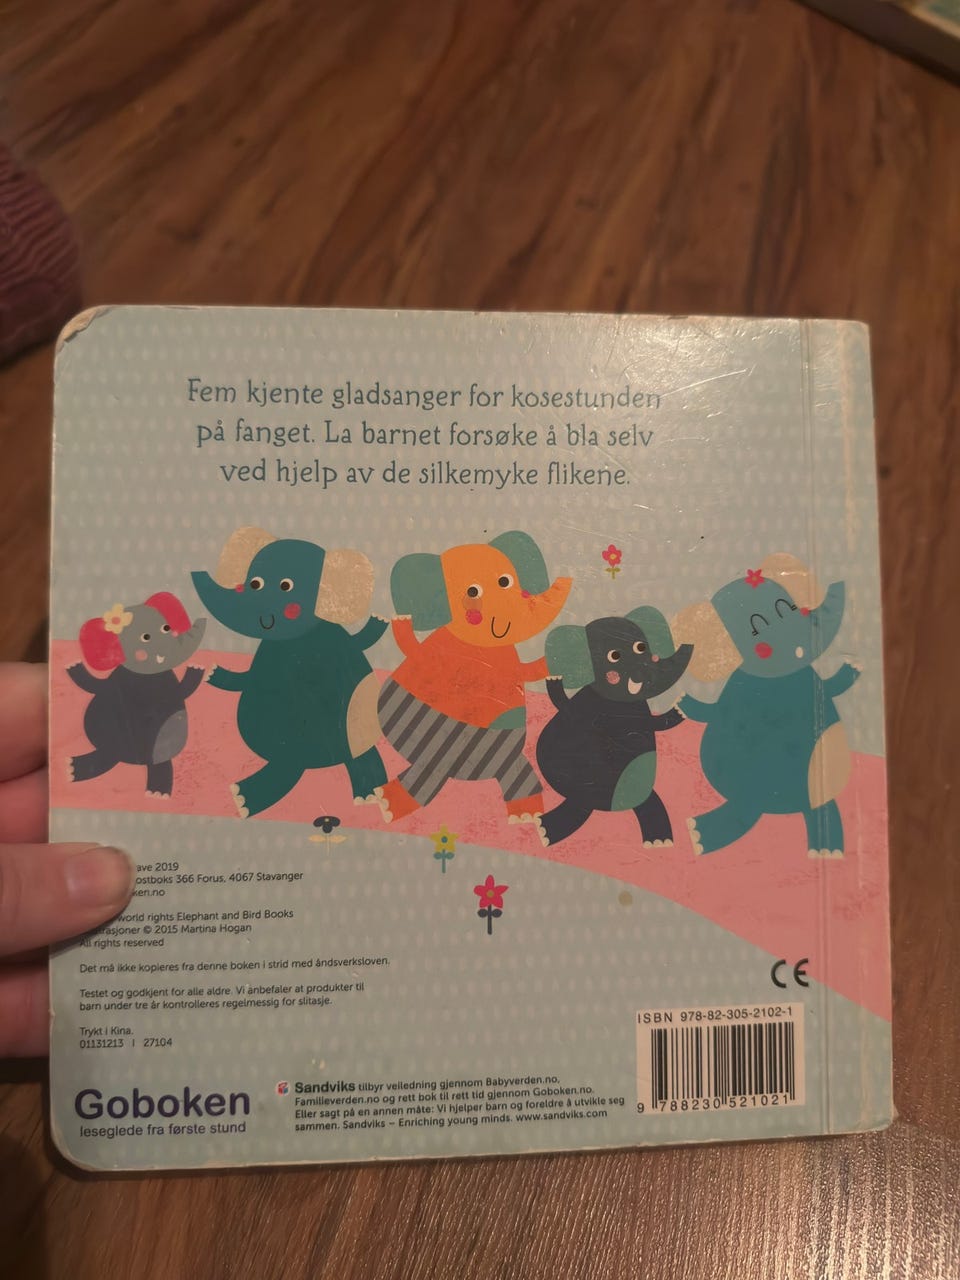 Fem kjente gladsanger for kosestunden
på fanget. La barnet forsøke å bla selv
ved hjelp av de silkemyke flikene.
2019
366 Forus, 4067 Stavanger
world rights Elephant and Bird Books
© 2015 Martina Hogan
All rights reserved
Det må ikke kopieres fra denne boken i strid med åndsverksloven.
Testet og godkjent for alle aldre. Vi anbefaler at produkter til
barn under tre år kontrolleres regelmessig for slitasje.
Trykt i Kina.
01131213 | 27104
Goboken
leseglede fra første stund
Sandviks tilbyr veiledning gjennom Babyverden.no,
Familieverden.no og rett bok til rett tid gjennom Goboken.no.
Eller sagt på en annen måte: Vi hjelper barn og foreldre å utvikle seg
sammen. Sandviks – Enriching young minds. www.sandviks.com
CE
ISBN 978-82-305-2102-1
9 788230 521021